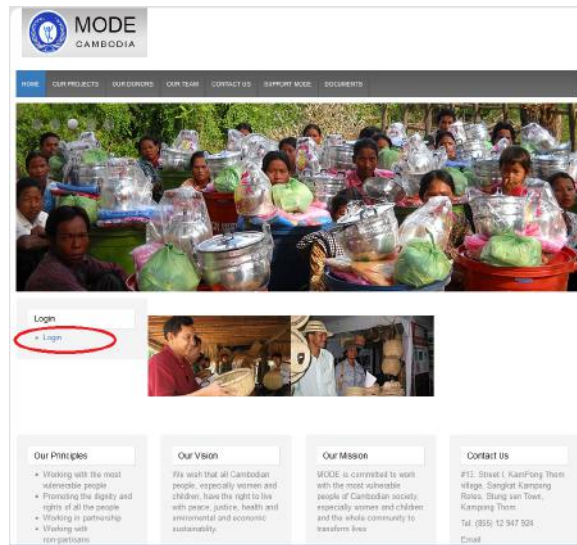 MODE
CAMBODIA
HOME OUR PROJECTS OUR DONORS OUR TEAM CONTACT US SUPPORT MODE DOCUMENTS
Login
Login
Our Principles
Working with the most
vulenerable people
Promoting the dignity and
rights of all the people
Working in partnership
Working with
non-partisans
Our Vision
We wish that all Cambodian
people, especially women and
children, have the right to live
with peace, justice, health and
enviromental and economic
sustainability.
Our Mission
MODE is commited to work
with the most vulnerable
people of Cambodian society,
especially women and children
and the whole community to
transform lives
Contact Us
#13, Street I, KamPong Thom
village, Sangkat Kampong
Rotes, Stung sen Town,
Kampong Thom
Tel: (855) 12 947 924
Email